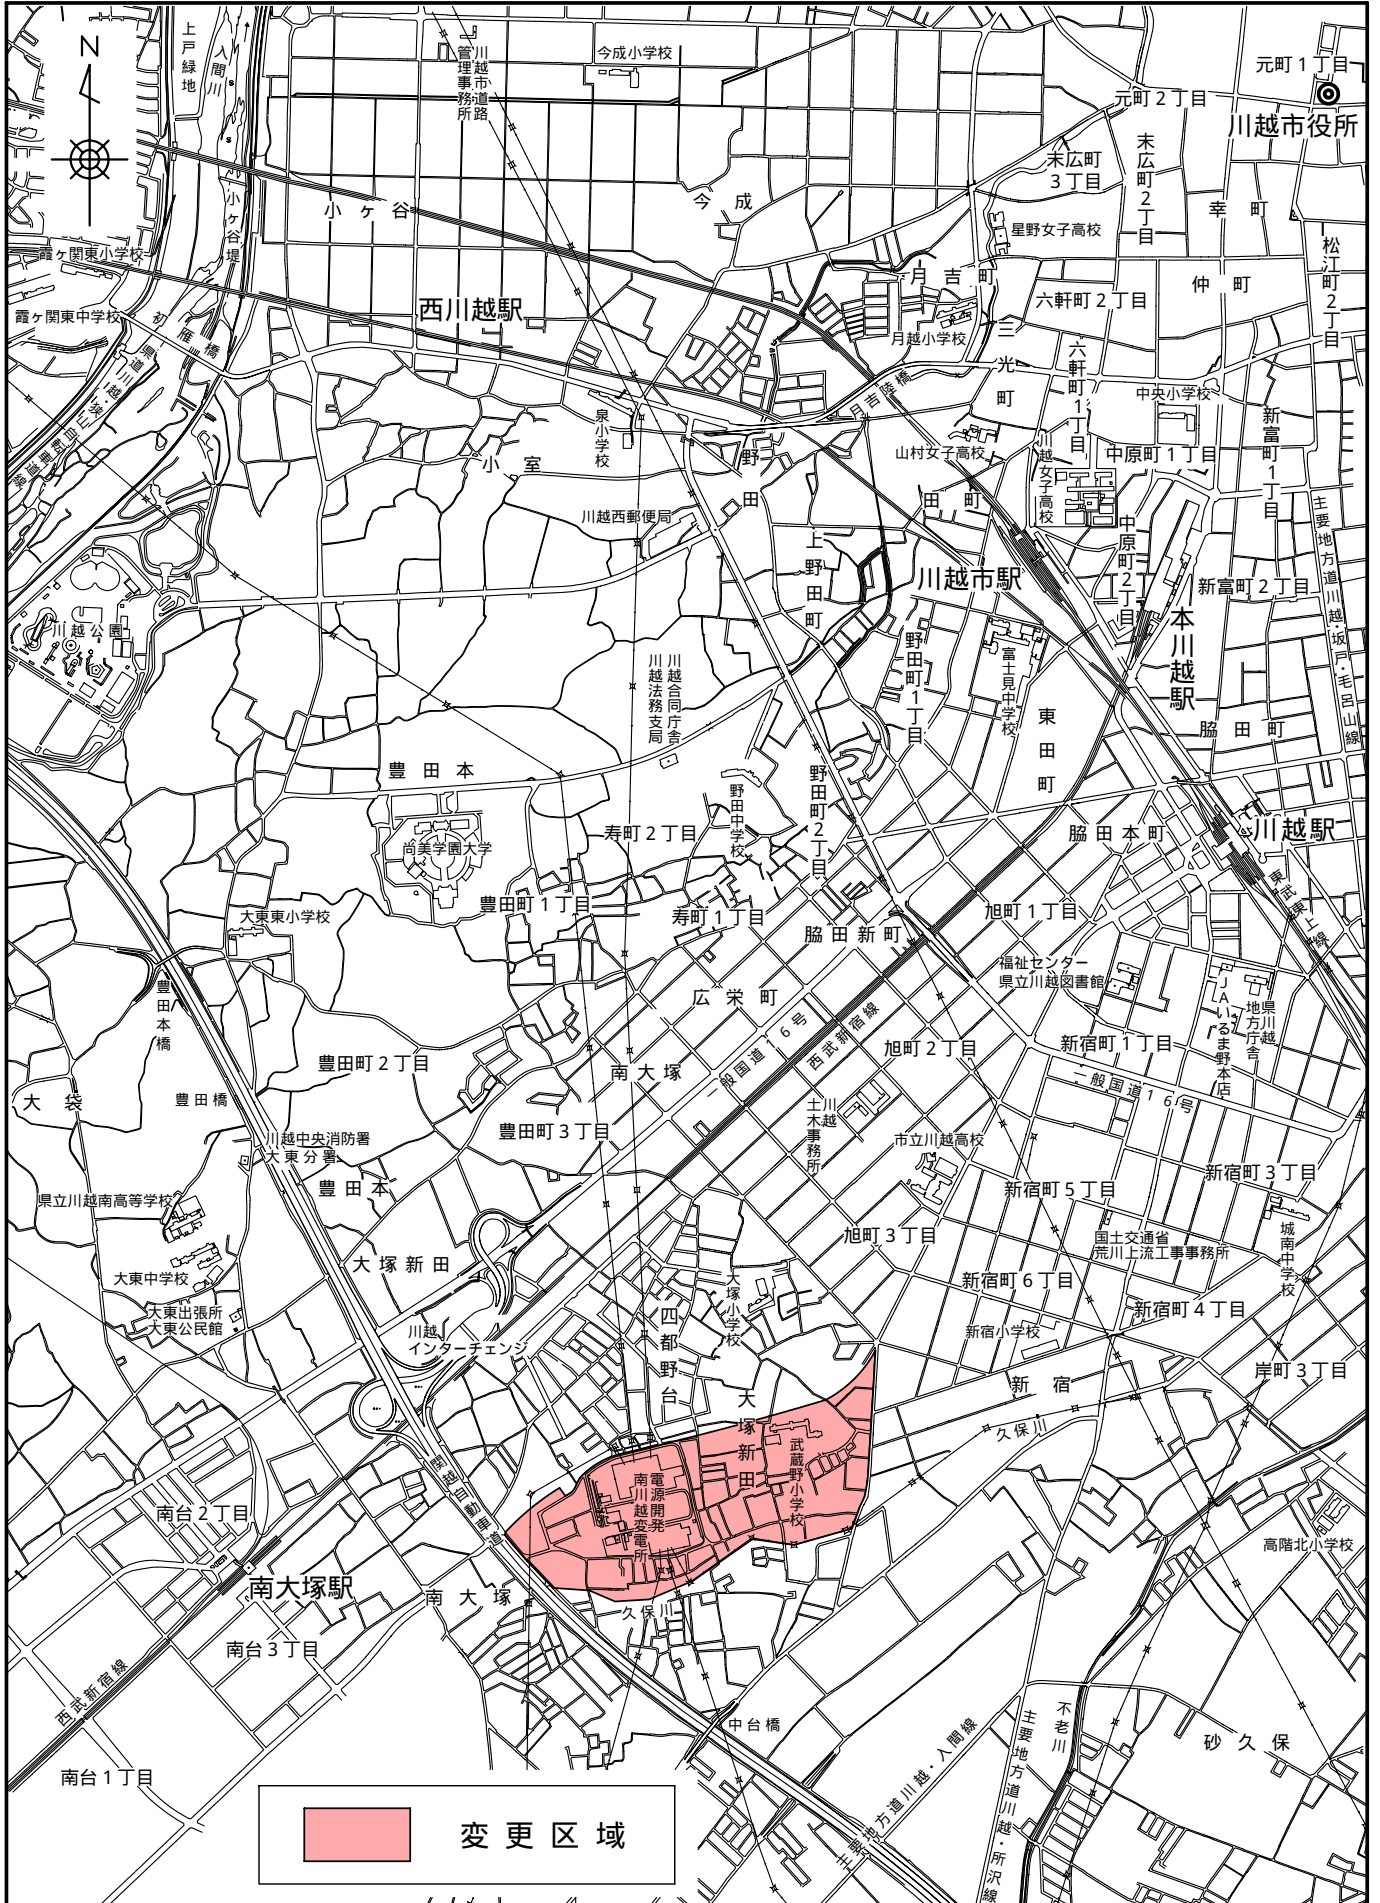 N
上戸緑地
入間川
川越市道路
管理事務所
今成小学校
元町1丁目
元町2丁目
川越市役所
末広町
3丁目
末広町2丁目
小ヶ谷
小ヶ谷堤
今成
星野女子高校
幸町
松江町2丁目
霞ヶ関東小学校
月吉町
六軒町2丁目
仲町
西川越駅
霞ヶ関東中学校
初雁橋
月越小学校
三光町
六軒町1丁目
県道川越狭山自転車道線
月吉陸橋
中央小学校
新富町1丁目
泉小学校
小室
野田
山村女子高校
川越女子高校
中原町1丁目
田町
川越西郵便局
主要地方道川越・坂戸・毛呂山線
中原町2丁目
上野田町
川越市駅
新富町2丁目
本川越駅
川越公園
野田町1丁目
富士見中学校
川越合同庁舎
川越法務支局
東田町
脇田町
豊田本
野田町2丁目
野田中学校
寿町2丁目
脇田本町
川越駅
尚美学園大学
東武東上線
豊田町1丁目
寿町1丁目
旭町1丁目
大東東小学校
脇田新町
福祉センター
県立川越図書館
豊田本橋
広栄町
JAいるま野本店
県川越
地方庁舎
一般国道16号
西武新宿線
旭町2丁目
新宿町1丁目
豊田町2丁目
南大塚
一般国道16号
大袋
豊田橋
川越
土木事務所
豊田町3丁目
市立川越高校
川越中央消防署
大東分署
豊田本
新宿町3丁目
新宿町5丁目
県立川越南高等学校
旭町3丁目
国土交通省
荒川上流工事事務所
城南中学校
大塚新田
大東中学校
大塚小学校
新宿町6丁目
新宿町4丁目
大東出張所
大東公民館
四都野台
川越
インターチェンジ
新宿小学校
岸町3丁目
新宿
大塚新田
久保川
武蔵野小学校
関越自動車道
電源開発
南川越変電所
南台2丁目
高階北小学校
南大塚駅
南大塚
久保川
南台3丁目
西武新宿線
中台橋
不老川
主要地方道川越・入間線
主要地方道川越・所沢線
砂久保
南台1丁目
変更区域